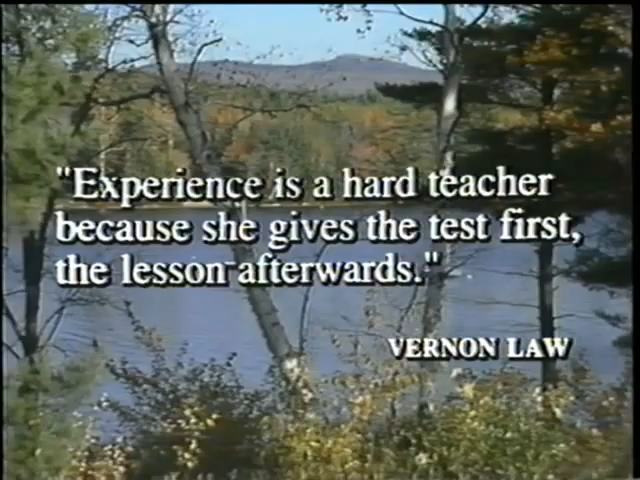 "Experience is a hard teacher
because she gives the test first,
the lesson afterwards."
VERNON LAW